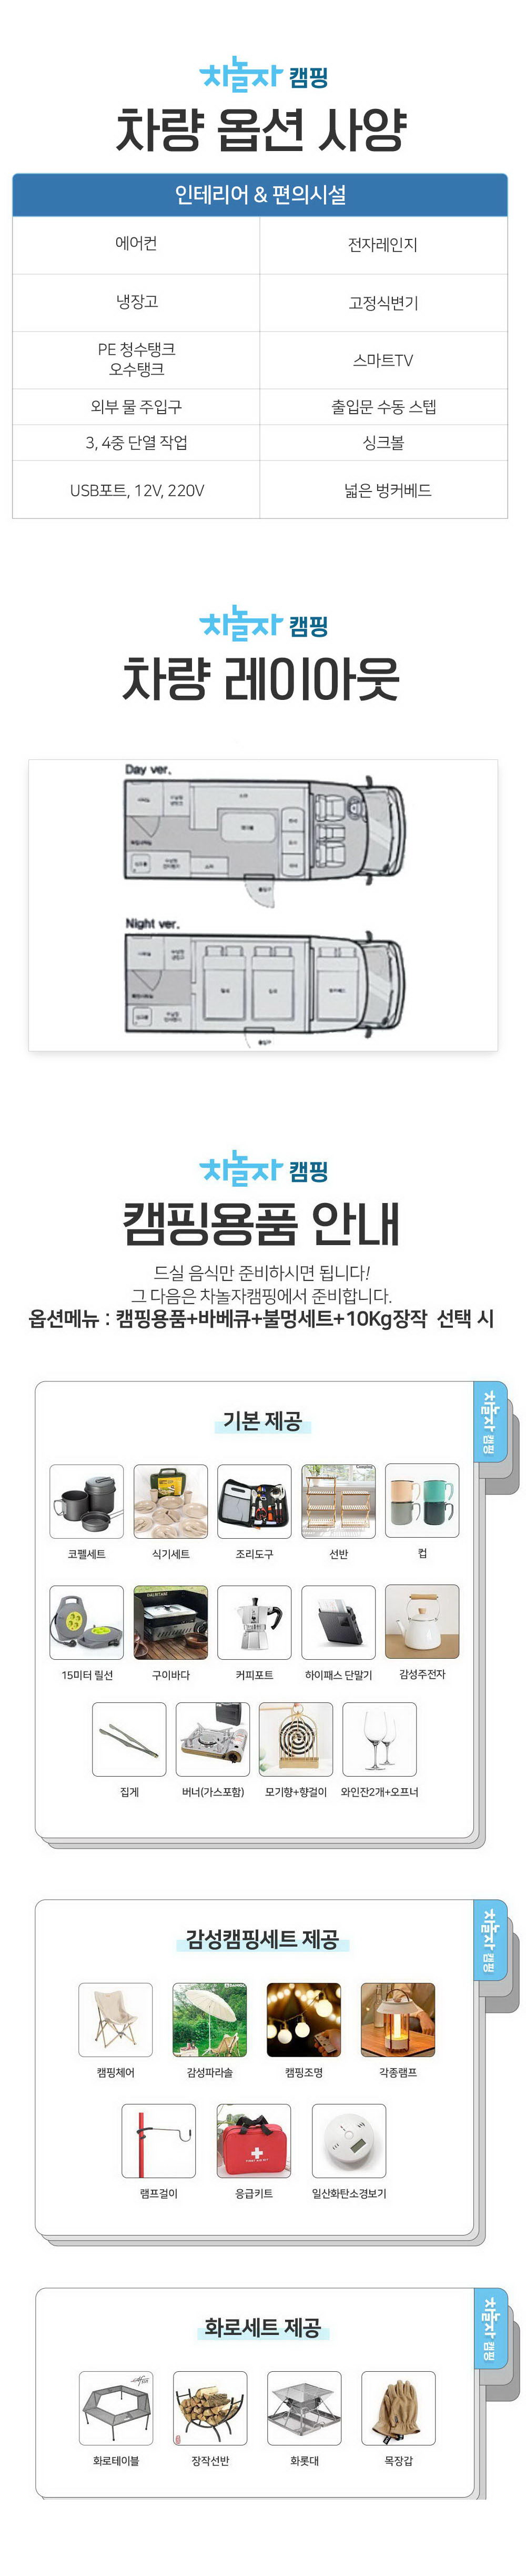 차놀자 캠핑
차량 옵션 사양
인테리어 & 편의시설
에어컨
전자레인지
냉장고
고정식변기
PE 청수탱크
오수탱크
스마트TV
외부 물 주입구
출입문 수동 스텝
3, 4중 단열 작업
싱크볼
USB포트, 12V, 220V
넓은 벙커베드
차놀자 캠핑
차량 레이아웃
Day ver.
Night ver.
차놀자 캠핑
캠핑용품 안내
드실 음식만 준비하시면 됩니다!
그 다음은 차놀자캠핑에서 준비합니다.
옵션메뉴 : 캠핑용품+바베큐+불멍세트+10Kg장작 선택 시
차놀자 캠핑
기본 제공
코펠세트
식기세트
조리도구
선반
컵
15미터 릴선
구이바다
커피포트
하이패스 단말기
감성주전자
집게
버너(가스포함)
모기향+향걸이
와인잔2개+오프너
차놀자 캠핑
감성캠핑세트 제공
캠핑체어
감성파라솔
캠핑조명
각종램프
램프걸이
FIRST AID KIT
응급키트
일산화탄소경보기
차놀자 캠핑
화로세트 제공
화로테이블
장작선반
화롯대
목장갑